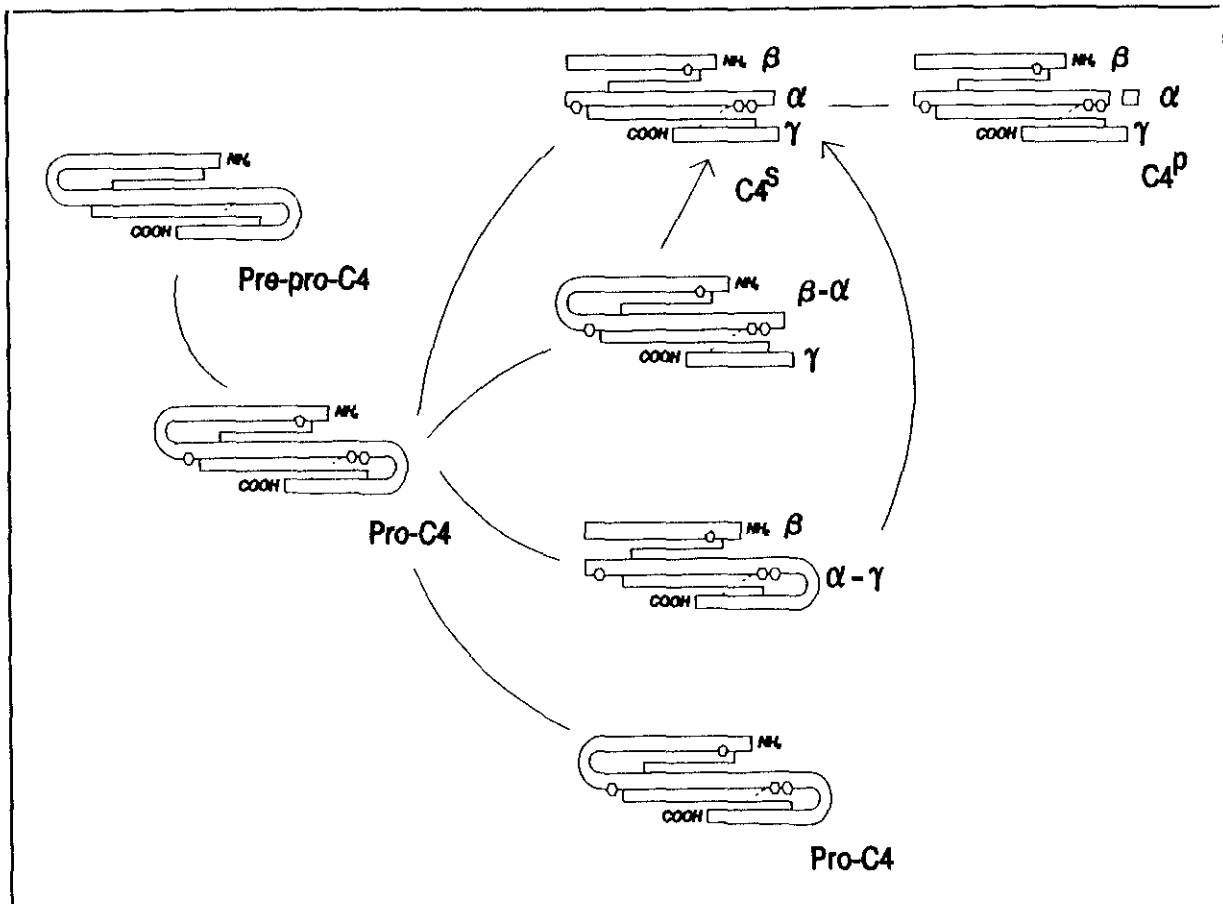 NH₂ β
α
COOH γ
C4ˢ
NH₂ β
α
COOH γ
C4ᵖ
NH₂
COOH
Pre-pro-C4
NH₂ β-α
COOH γ
NH₂
COOH
Pro-C4
NH₂ β
α - γ
COOH
NH₂
COOH
Pro-C4